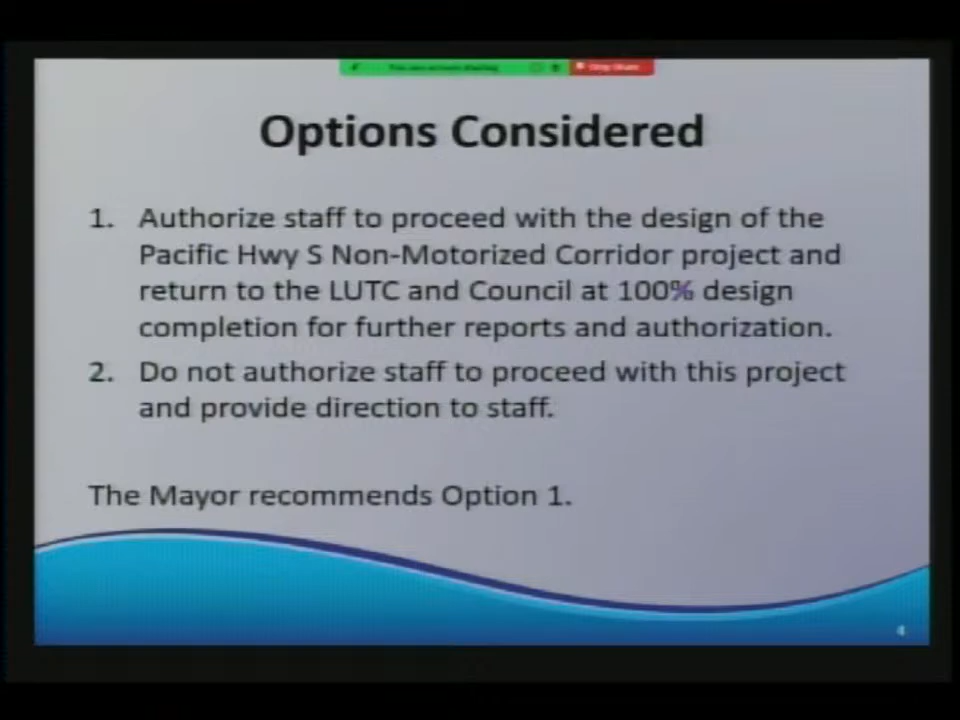 Options Considered
1. Authorize staff to proceed with the design of the
Pacific Hwy S Non-Motorized Corridor project and
return to the LUTC and Council at 100% design
completion for further reports and authorization.
2. Do not authorize staff to proceed with this project
and provide direction to staff.
The Mayor recommends Option 1.
4